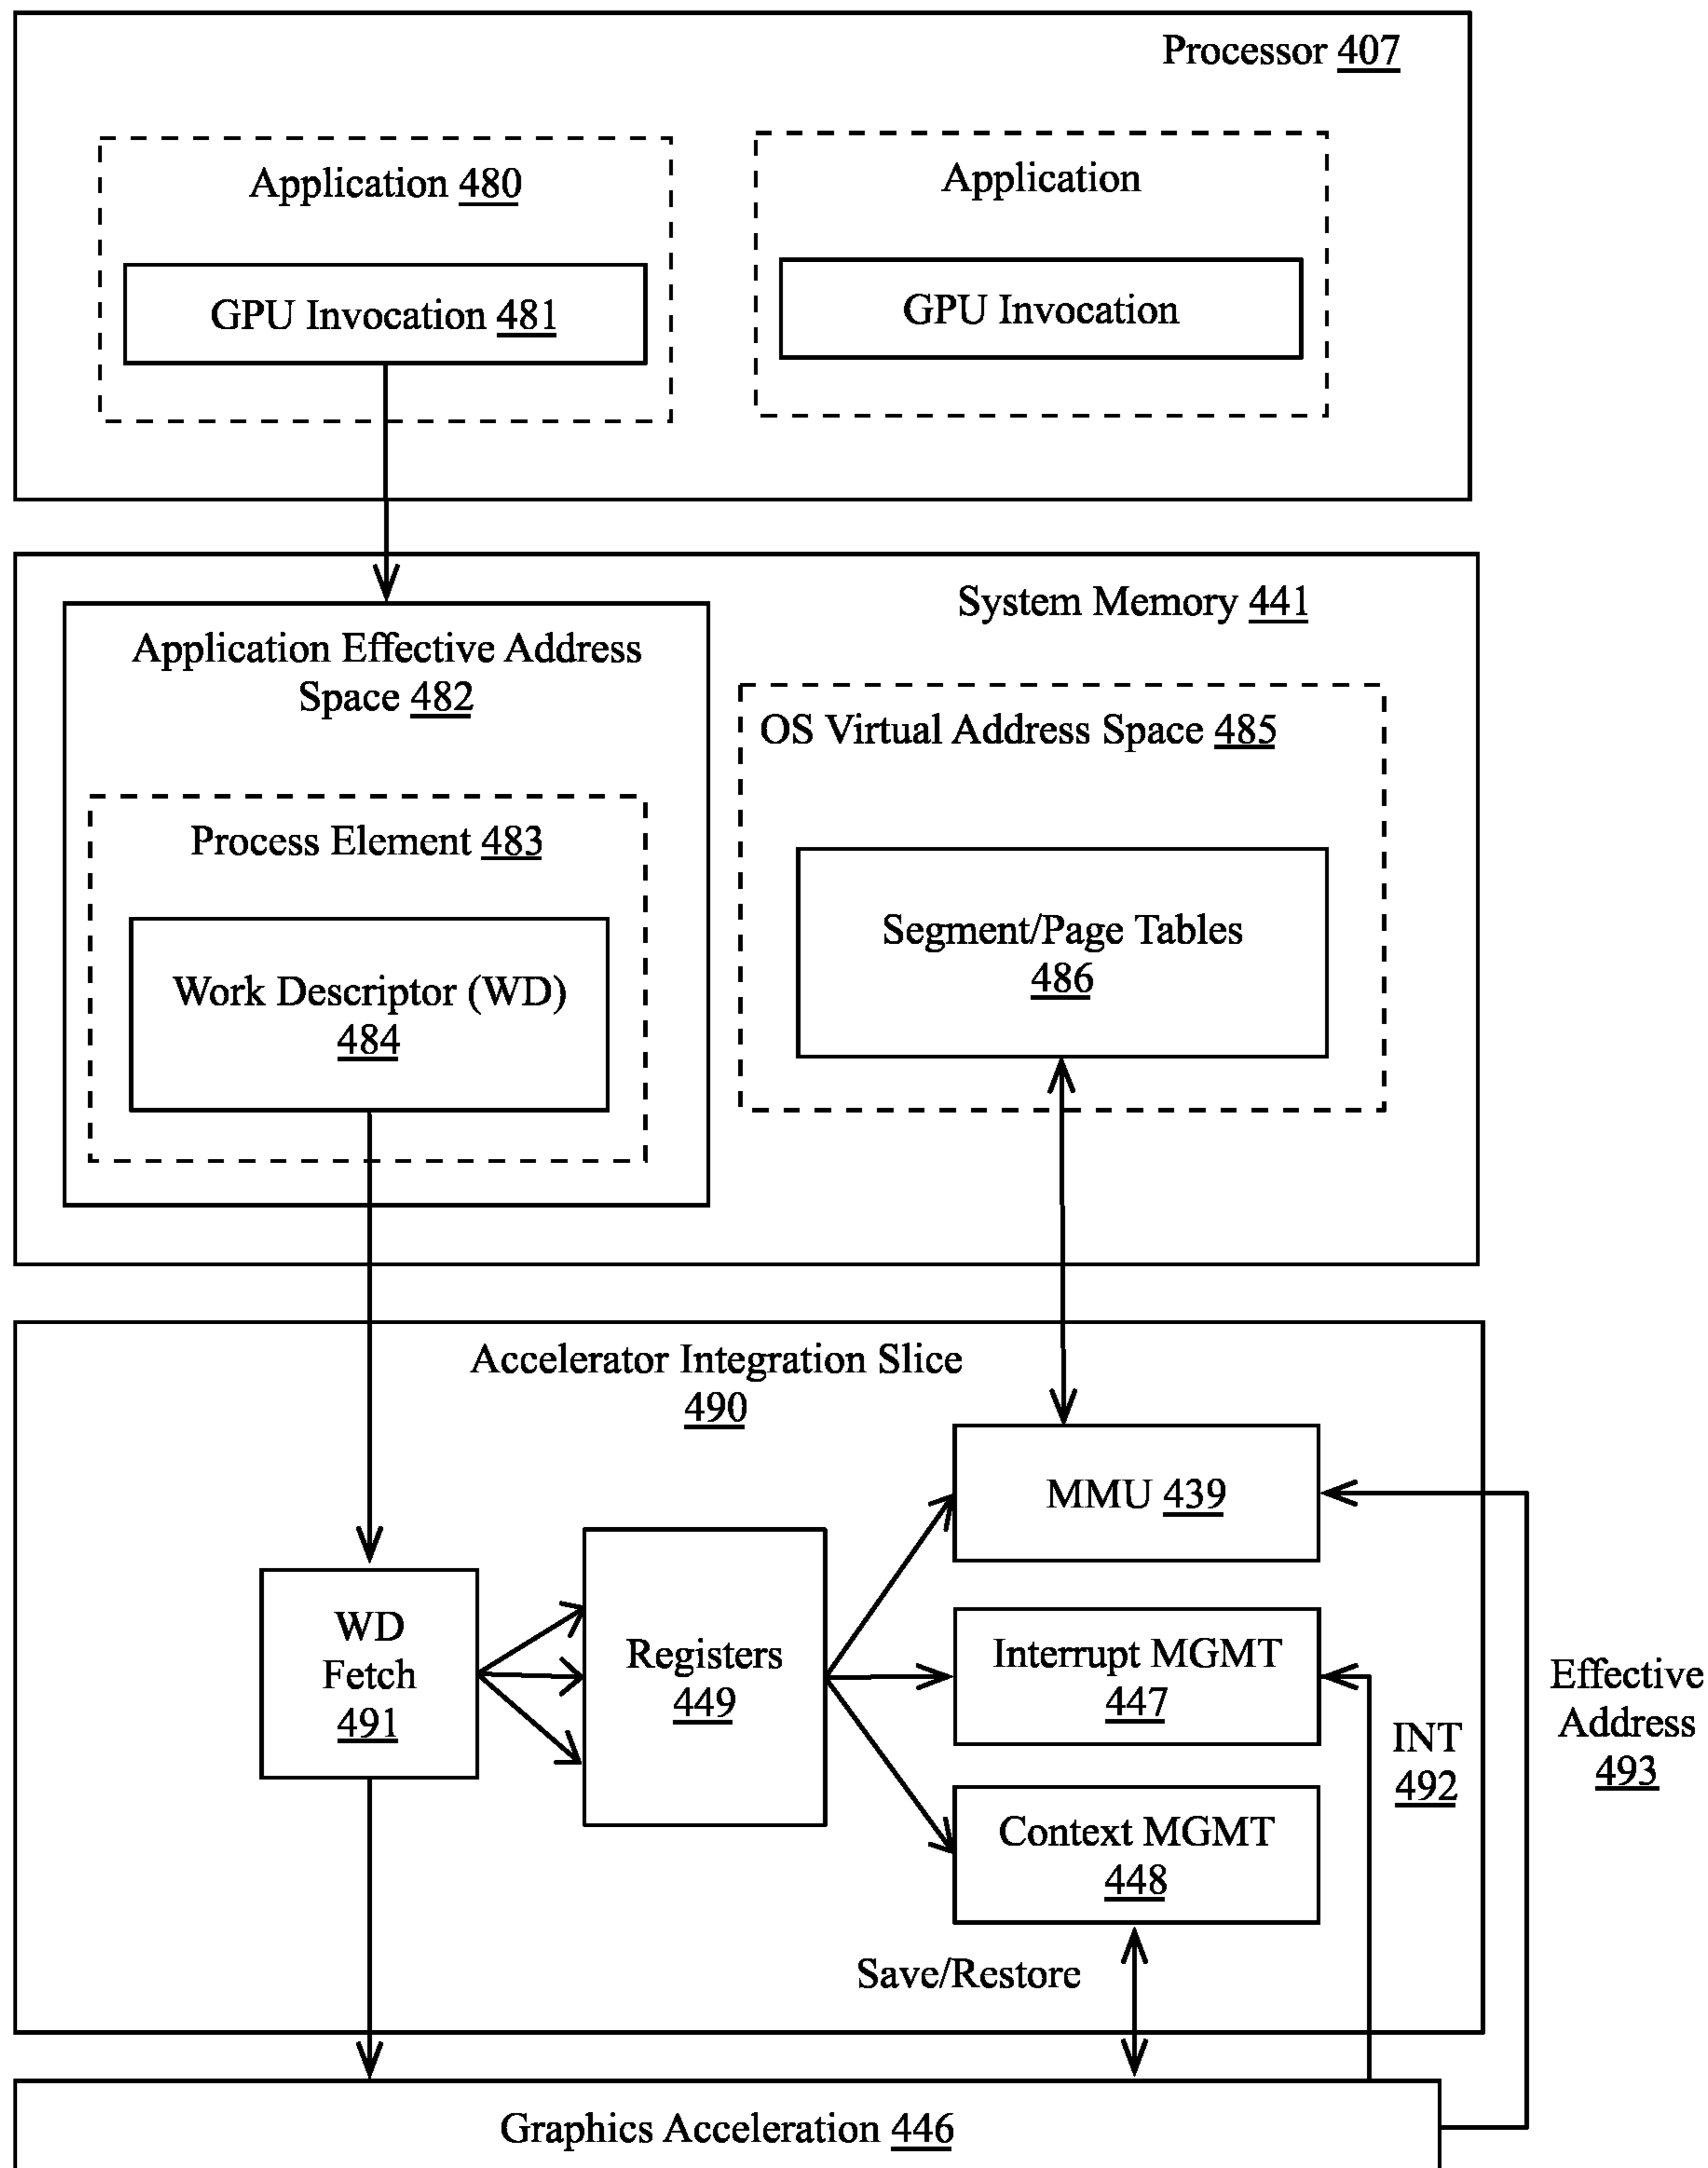 Processor 407
Application 480
Application
GPU Invocation 481
GPU Invocation
System Memory 441
Application Effective Address
Space 482
OS Virtual Address Space 485
Process Element 483
Segment/Page Tables
486
Work Descriptor (WD)
484
Accelerator Integration Slice
490
MMU 439
WD
Fetch
491
Registers
449
Interrupt MGMT
447
Effective
Address
493
INT
492
Context MGMT
448
Save/Restore
Graphics Acceleration 446